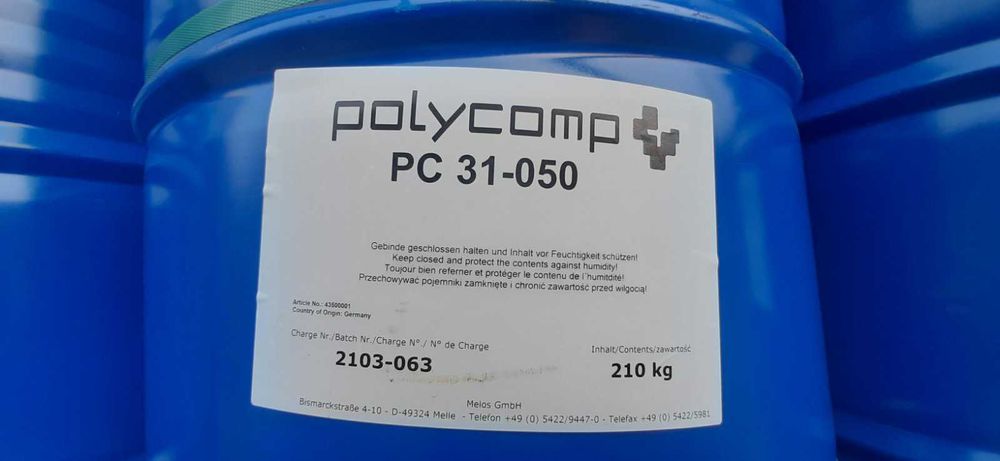 polycomp
PC 31-050
Gebinde geschlossen halten und Inhalt vor Feuchtigkeit schützen!
Keep closed and protect the contents against humidity!
Toujour bien referner et protéger le contenu de l'humitdité!
Przechowywać pojemniki zamknięte i chronić zawartość przed wilgocią!
Article No.: 43500001
Country of Origin: Germany
Charge Nr./Batch Nr./Charge N°./ N° de Charge
2103-063
Inhalt/Contents/zawartość
210 kg
Melos GmbH
Bismarckstraße 4-10 - D-49324 Melle - Telefon +49 (0) 5422/9447-0 - Telefax +49 (0) 5422/5981